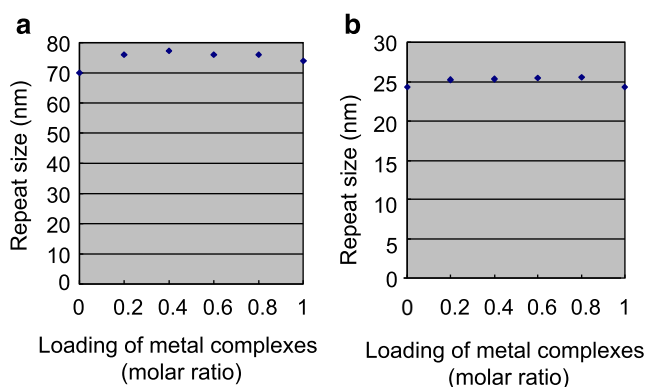 a
80
70
60
50
40
30
20
10
0
Repeat size (nm)
0 0.2 0.4 0.6 0.8 1
Loading of metal complexes
(molar ratio)
b
30
25
20
15
10
5
0
Repeat size (nm)
0 0.2 0.4 0.6 0.8 1
Loading of metal complexes
(molar ratio)